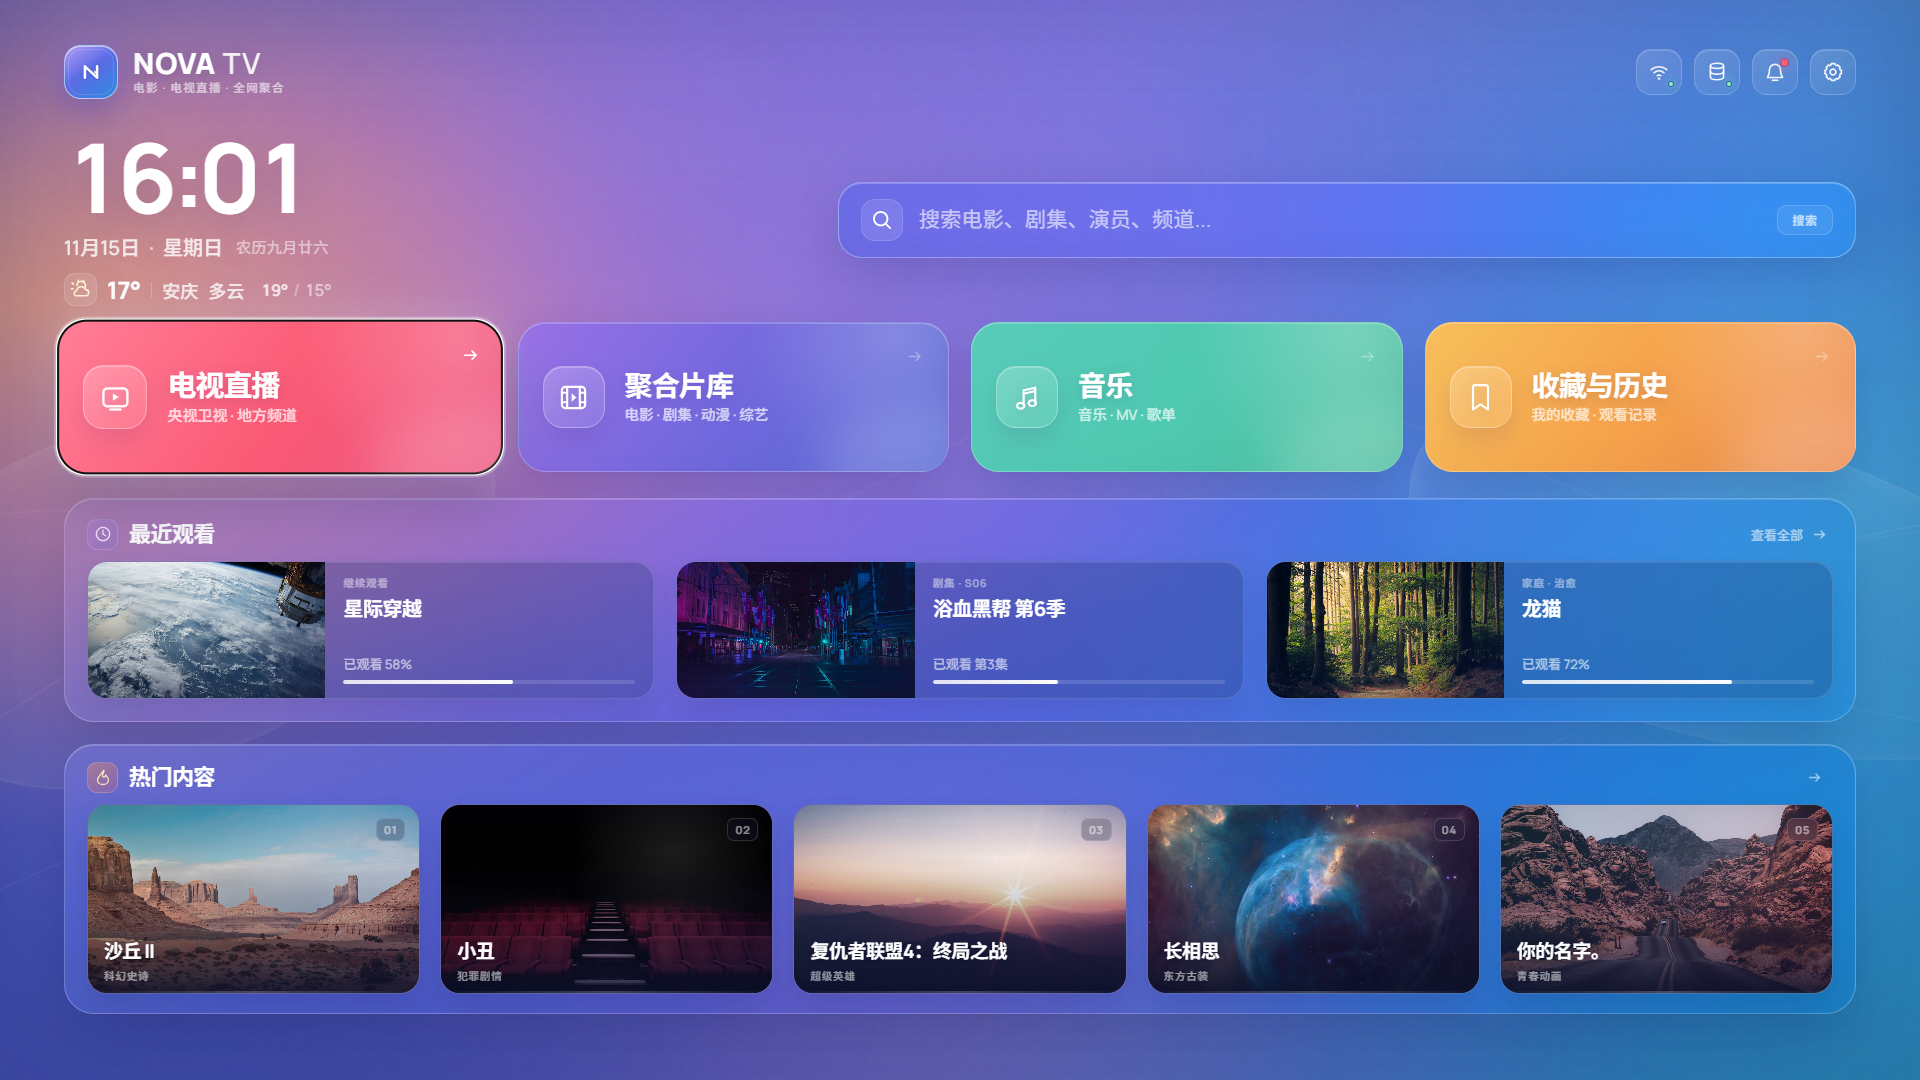 N
NOVA TV
电影 · 电视直播 · 全网聚合
16:01
11月15日 · 星期日 农历九月廿六
17° 安庆 多云 19° / 15°
搜索电影、剧集、演员、频道...
搜索
电视直播
央视卫视 · 地方频道
聚合片库
电影 · 剧集 · 动漫 · 综艺
音乐
音乐 · MV · 歌单
收藏与历史
我的收藏 · 观看记录
最近观看
查看全部
继续观看
星际穿越
已观看 58%
剧集 · S06
浴血黑帮 第6季
已观看 第3集
家庭 · 治愈
龙猫
已观看 72%
热门内容
01
沙丘 II
科幻史诗
02
小丑
犯罪剧情
03
复仇者联盟4：终局之战
超级英雄
04
长相思
东方古装
05
你的名字。
青春动画